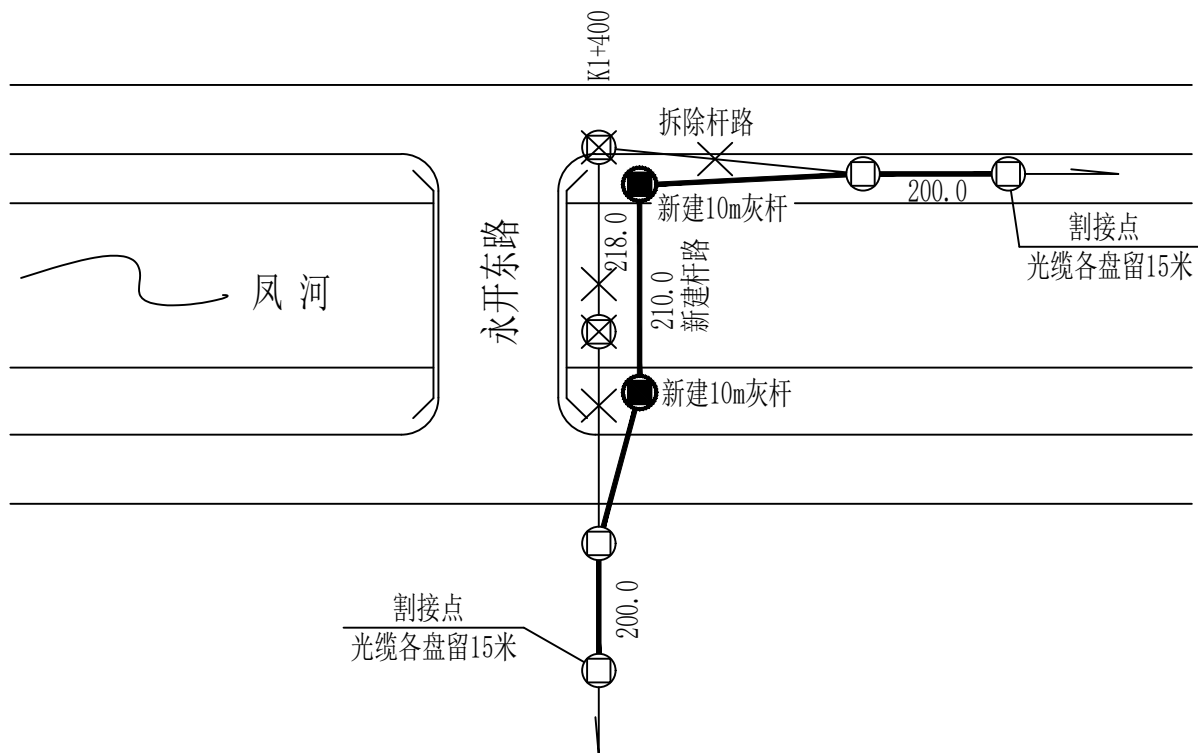 K1+400
拆除杆路
200.0
新建10m灰杆
218.0
割接点
光缆各盘留15米
永开东路
凤河
210.0
新建杆路
新建10m灰杆
200.0
割接点
光缆各盘留15米